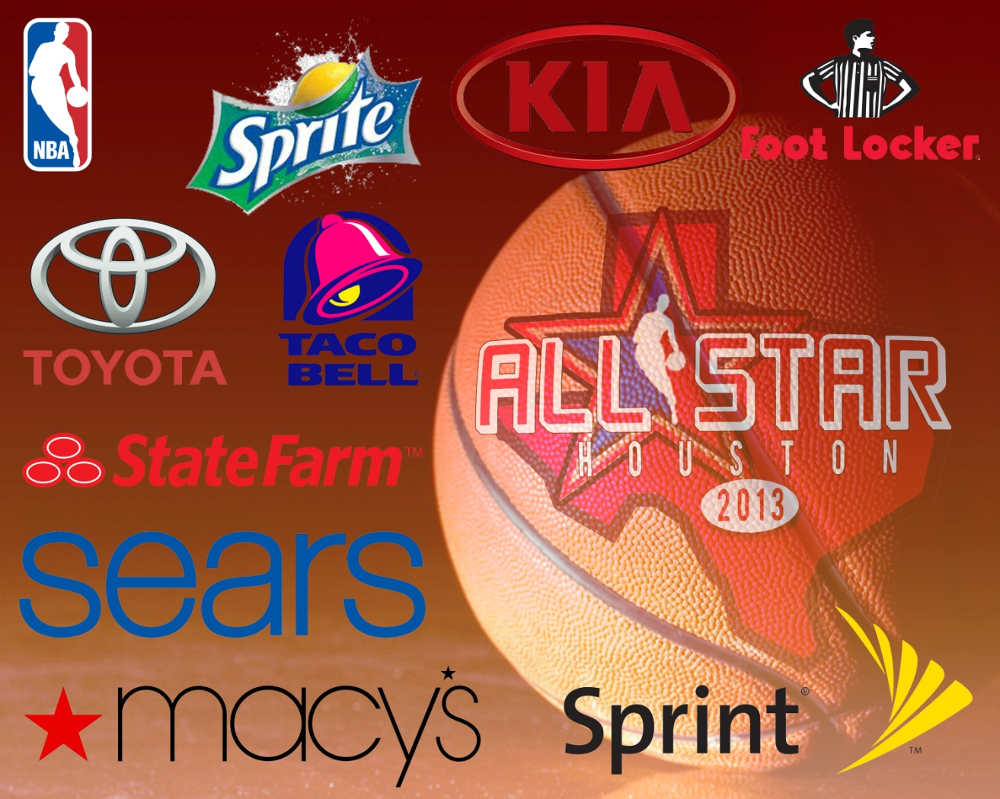 NBA
Sprite
KIA
Foot Locker®
TOYOTA
TACO
BELL®
ALL STAR
HOUSTON
2013
StateFarm™
sears
macy's
Sprint®
TM